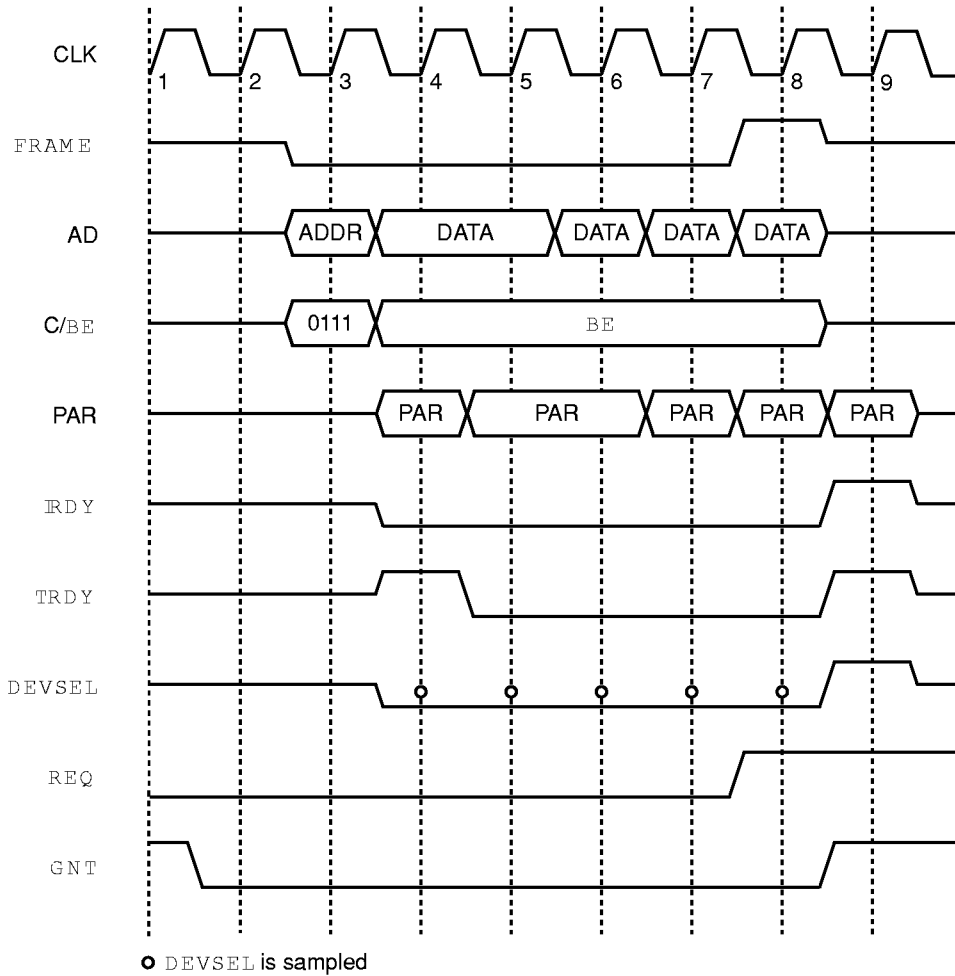 CLK
1 2 3 4 5 6 7 8 9
FRAME
AD ADDR DATA DATA DATA DATA
C/BE 0111 BE
PAR PAR PAR PAR PAR PAR
IRDY
TRDY
DEVSEL
REQ
GNT
DEVSEL is sampled